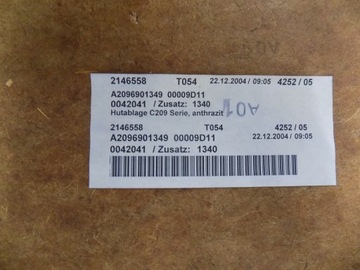 2146558 T054 22.12.2004 / 09:05 4252 / 05
A2096901349 00009D11
0042041 / Zusatz: 1340
Hutablage C209 Serie, anthrazit
A01
2146558 T054 4252 / 05
A2096901349 00009D11 22.12.2004 / 09:05
0042041 / Zusatz: 1340